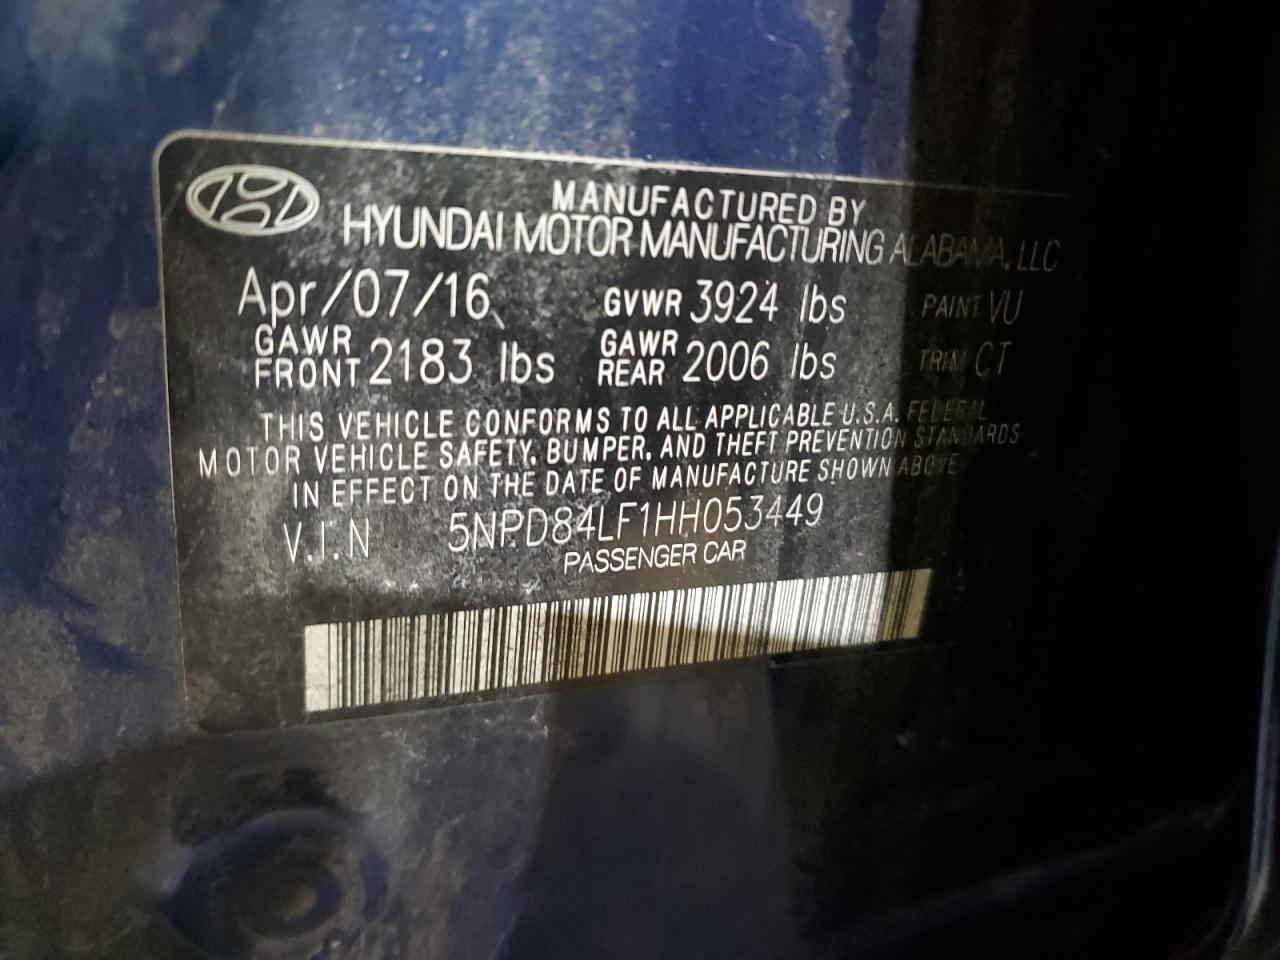 MANUFACTURED BY
HYUNDAI MOTOR MANUFACTURING ALABAMA, LLC
Apr/07/16 GVWR 3924 lbs PAINT VU
GAWR FRONT 2183 lbs GAWR REAR 2006 lbs TRIM CT
THIS VEHICLE CONFORMS TO ALL APPLICABLE U.S.A. FEDERAL
MOTOR VEHICLE SAFETY, BUMPER, AND THEFT PREVENTION STANDARDS
IN EFFECT ON THE DATE OF MANUFACTURE SHOWN ABOVE
V.I.N 5NPD84LF1HH053449
PASSENGER CAR